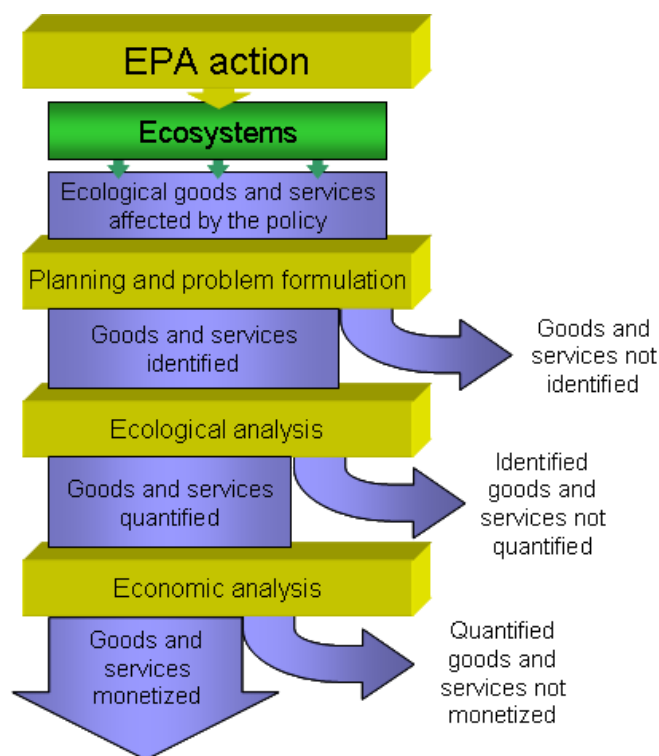 EPA action
Ecosystems
Ecological goods and services
affected by the policy
Planning and problem formulation
Goods and services
identified
Goods and
services not
identified
Ecological analysis
Goods and services
quantified
Identified
goods and
services not
quantified
Economic analysis
Goods and
services
monetized
Quantified
goods and
services not
monetized